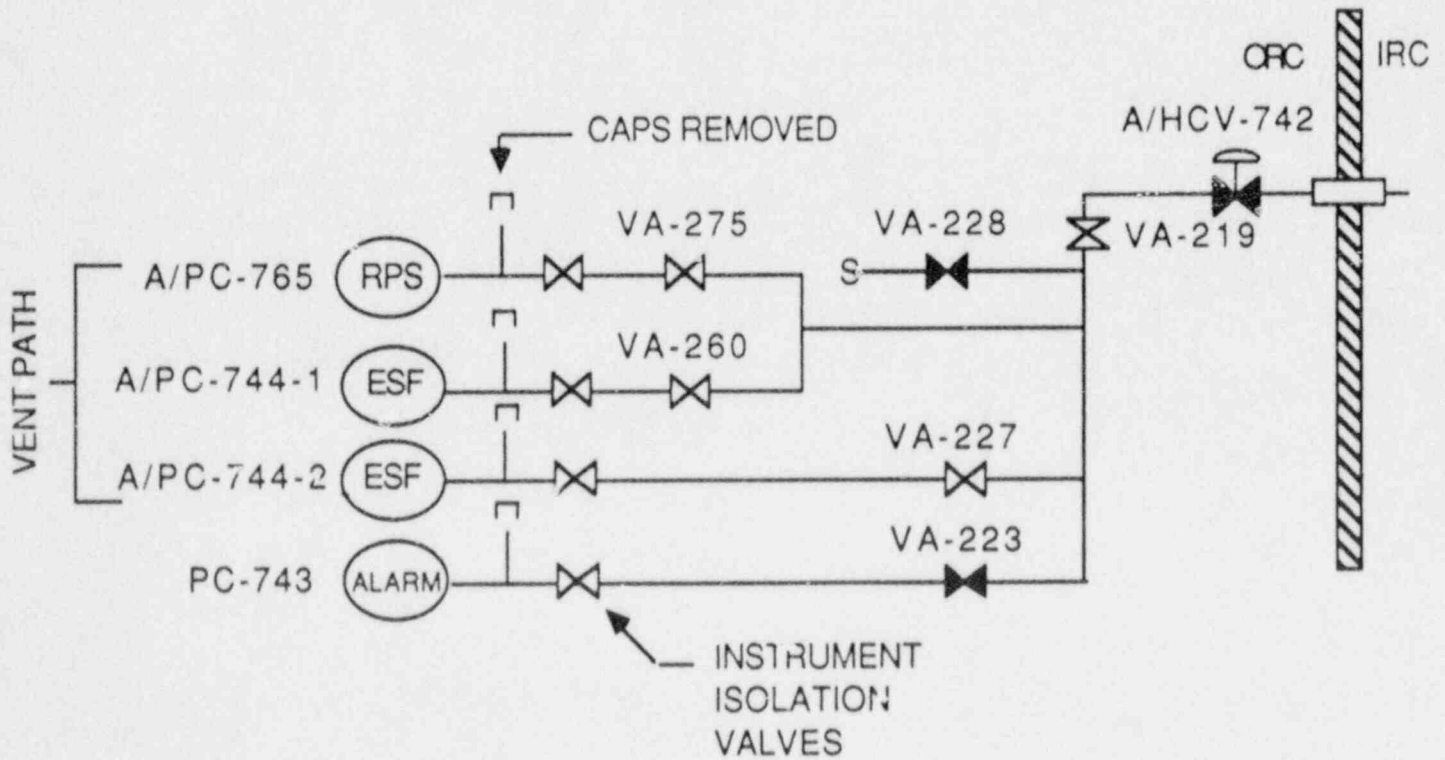 ORC
IRC
A/HCV-742
CAPS REMOVED
VA-275
VA-228
VA-219
A/PC-765
RPS
S
VENT PATH
VA-260
A/PC-744-1
ESF
VA-227
A/PC-744-2
ESF
VA-223
PC-743
ALARM
INSTRUMENT
ISOLATION
VALVES